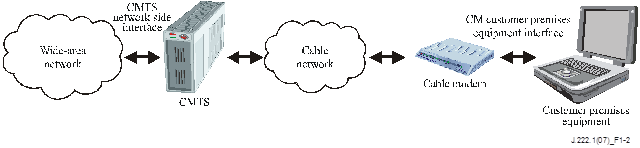 Wide-area
network
CMTS
network side
interface
CMTS
Cable
network
CM customer premises
equipment interface
Cable modem
Customer premises
equipment
J.222.1(07)_F1-2